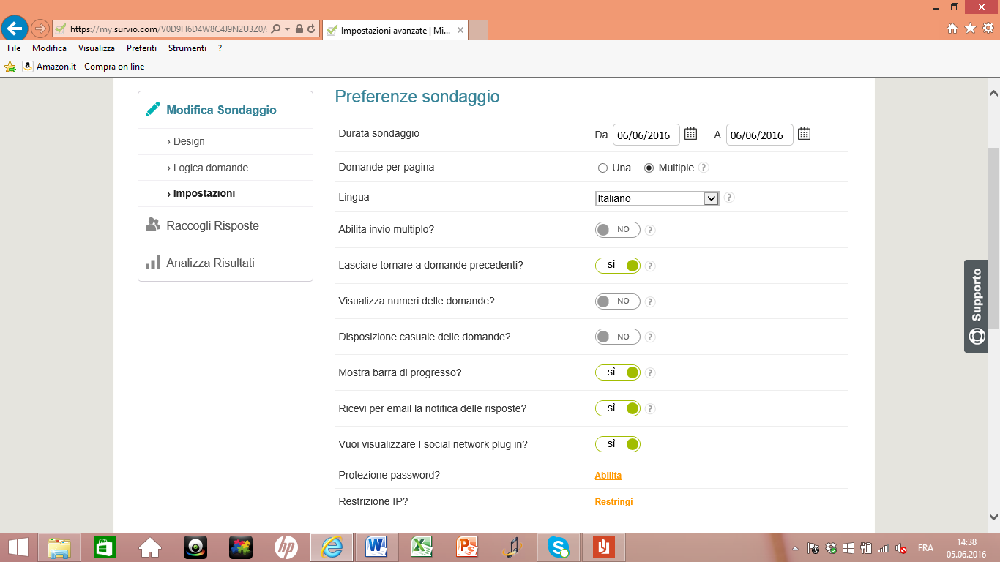 https://my.survio.com/V0D9H6D4W8C4J9N2U3Z0/
Impostazioni avanzate | Mi...
File Modifica Visualizza Preferiti Strumenti ?
Amazon.it - Compra on line
Modifica Sondaggio
› Design
› Logica domande
› Impostazioni
Raccogli Risposte
Analizza Risultati
Preferenze sondaggio
Durata sondaggio Da 06/06/2016 A 06/06/2016
Domande per pagina Una Multiple ?
Lingua Italiano ?
Abilita invio multiplo? NO ?
Lasciare tornare a domande precedenti? sì ?
Visualizza numeri delle domande? NO ?
Disposizione casuale delle domande? NO ?
Mostra barra di progresso? sì ?
Ricevi per email la notifica delle risposte? sì ?
Vuoi visualizzare I social network plug in? sì
Protezione password? Abilita
Restrizione IP? Restringi
Supporto
FRA
14:38
05.06.2016